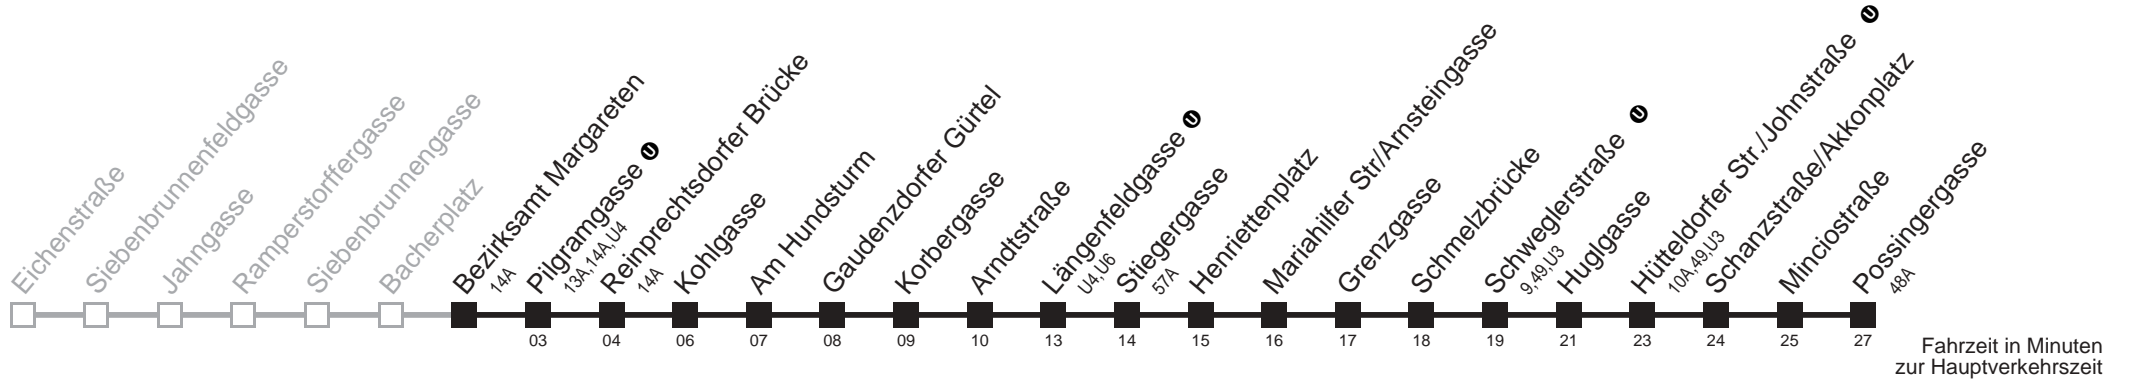 Eichenstraße
Siebenbrunnenfeldgasse
Jahngasse
Ramperstoffergasse
Siebenbrunnengasse
Bacherplatz
Bezirksamt Margareten
14A
Pilgramgasse U
13A,14A,U4
Reinprechtsdorfer Brücke
14A
Kohlgasse
Am Hundsturm
Gaudenzdorfer Gürtel
Korbergasse
Arndtstraße
Längenfeldgasse U
U4,U6
Stiegergasse
57A
Henriettenplatz
Mariahilfer Str/Arnsteingasse
Grenzgasse
Schmelzbrücke
Schweglerstraße U
9,49,U3
Huglgasse
Hütteldorfer Str./Johnstraße U
10A,49,U3
Schanzstraße/Akkonplatz
Minciostraße
Possingergasse
48A
03 04 06 07 08 09 10 13 14 15 16 17 18 19 21 23 24 25 27
Fahrzeit in Minuten
zur Hauptverkehrszeit